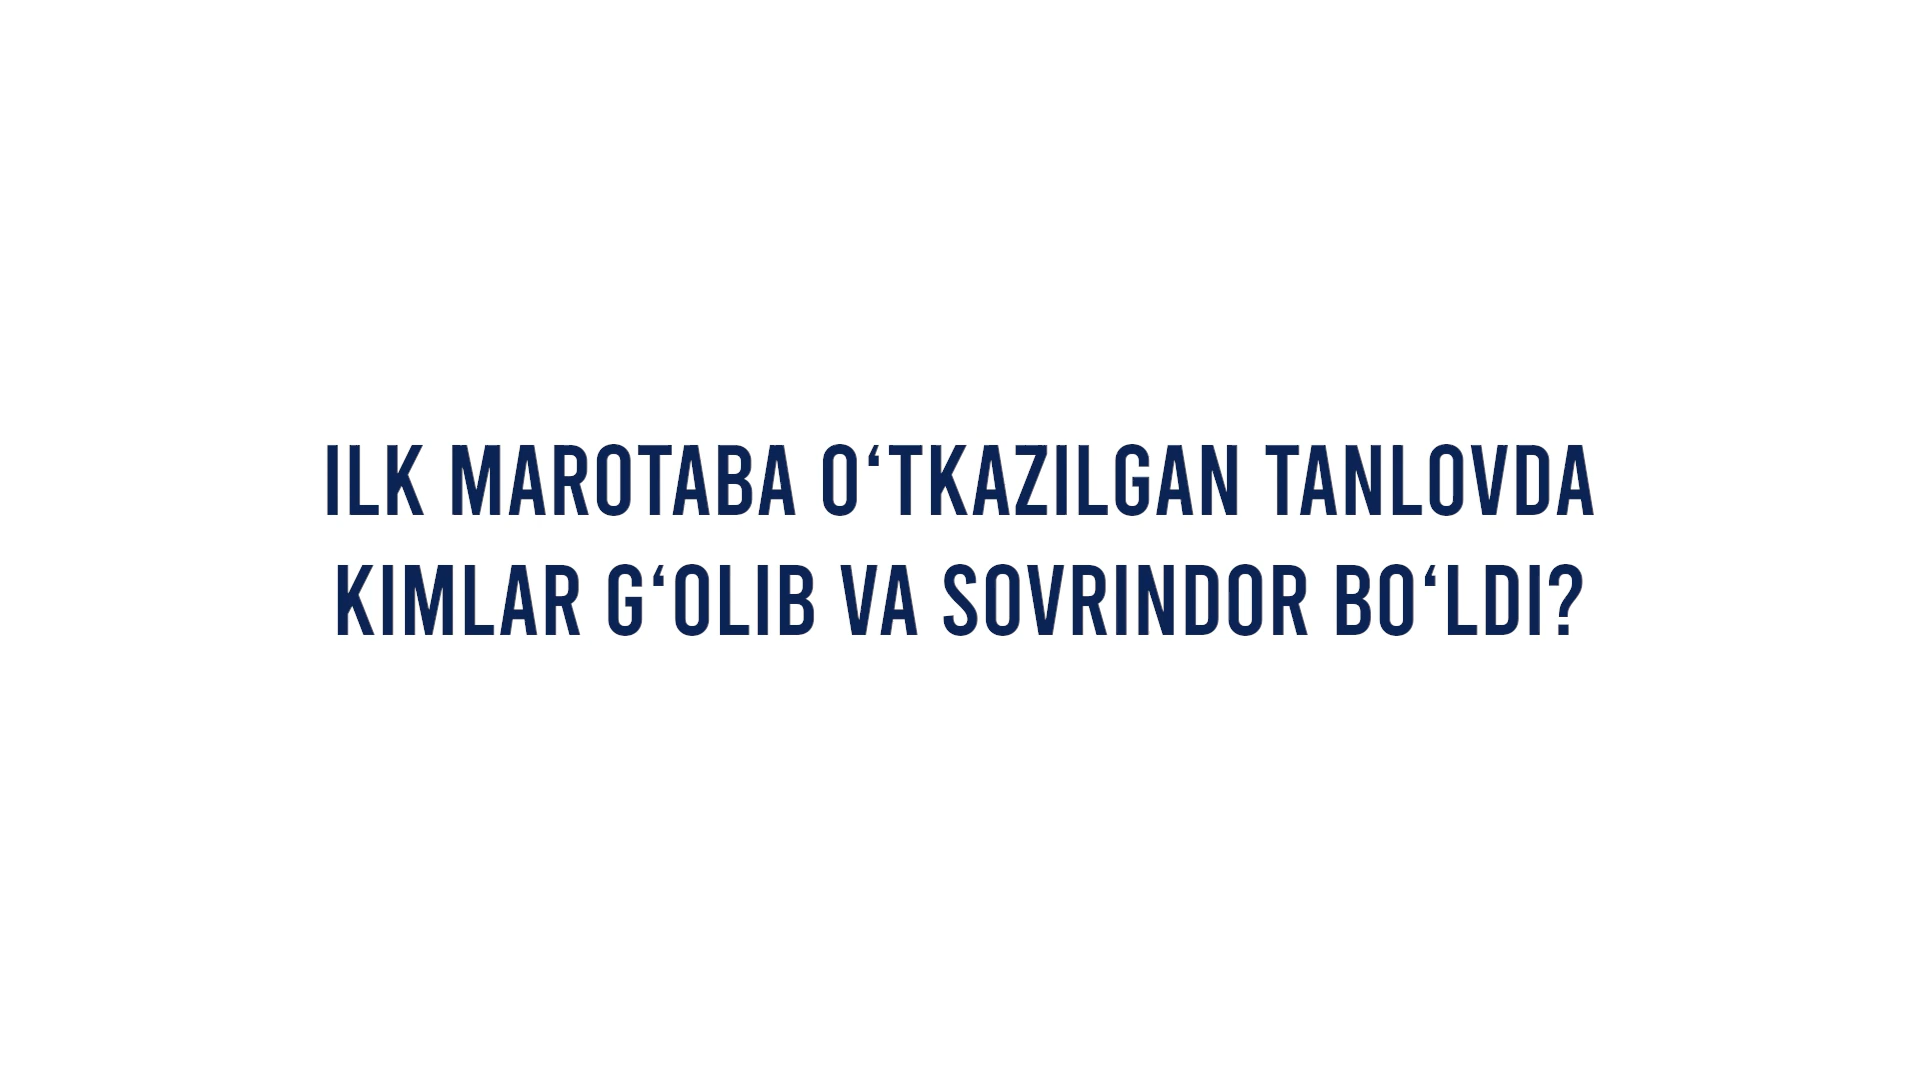 ILK MAROTABA O‘TKAZILGAN TANLOVDA
KIMLAR G‘OLIB VA SOVRINDOR BO‘LDI?